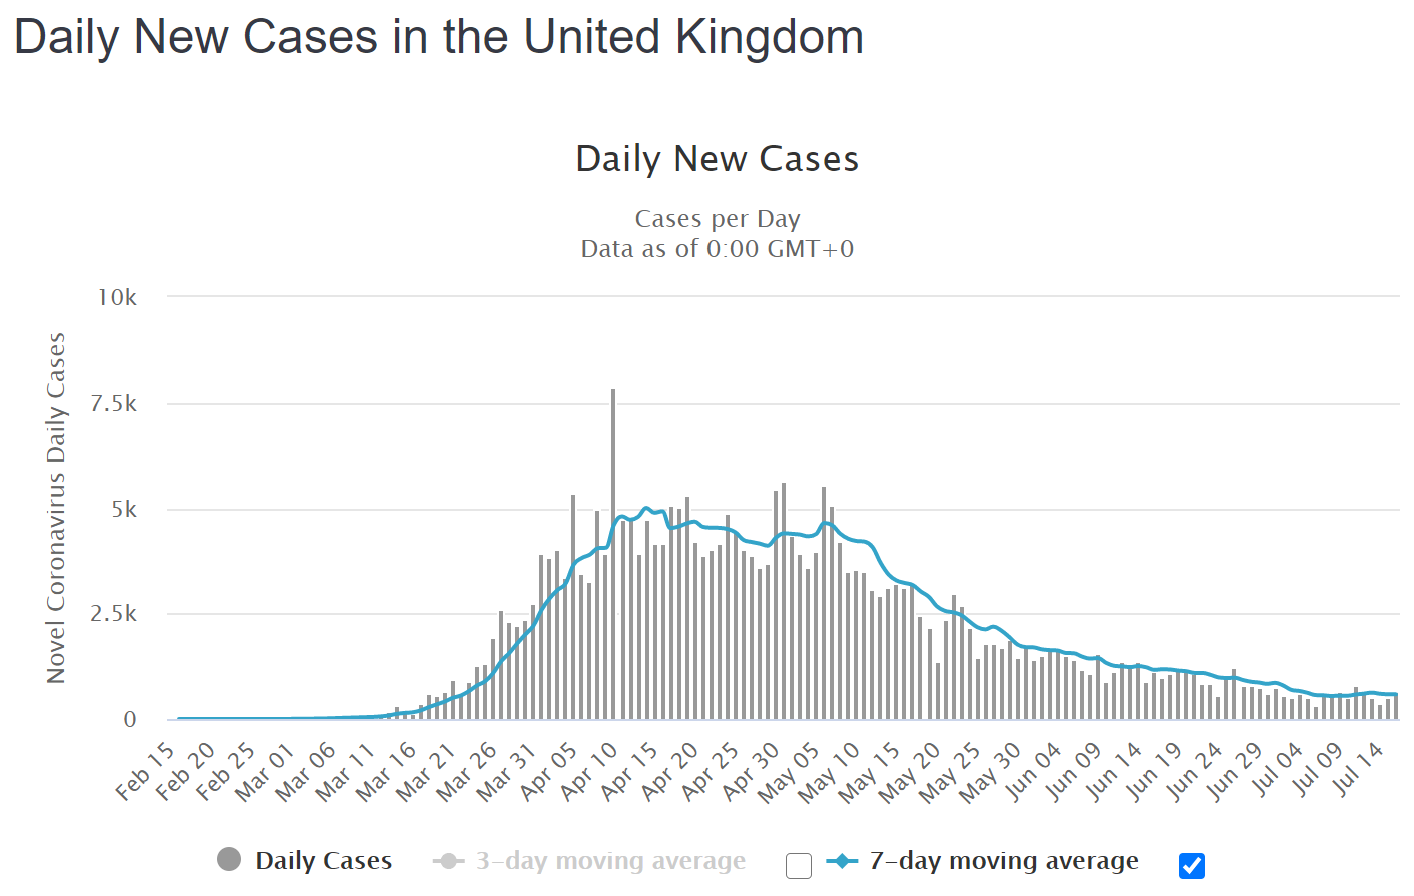 Daily New Cases in the United Kingdom
Daily New Cases
Cases per Day
Data as of 0:00 GMT+0
Novel Coronavirus Daily Cases
10k
7.5k
5k
2.5k
0
Feb 15
Feb 20
Feb 25
Mar 01
Mar 06
Mar 11
Mar 16
Mar 21
Mar 26
Mar 31
Apr 05
Apr 10
Apr 15
Apr 20
Apr 25
Apr 30
May 05
May 10
May 15
May 20
May 25
May 30
Jun 04
Jun 09
Jun 14
Jun 19
Jun 24
Jun 29
Jul 04
Jul 09
Jul 14
Daily Cases
3-day moving average
7-day moving average